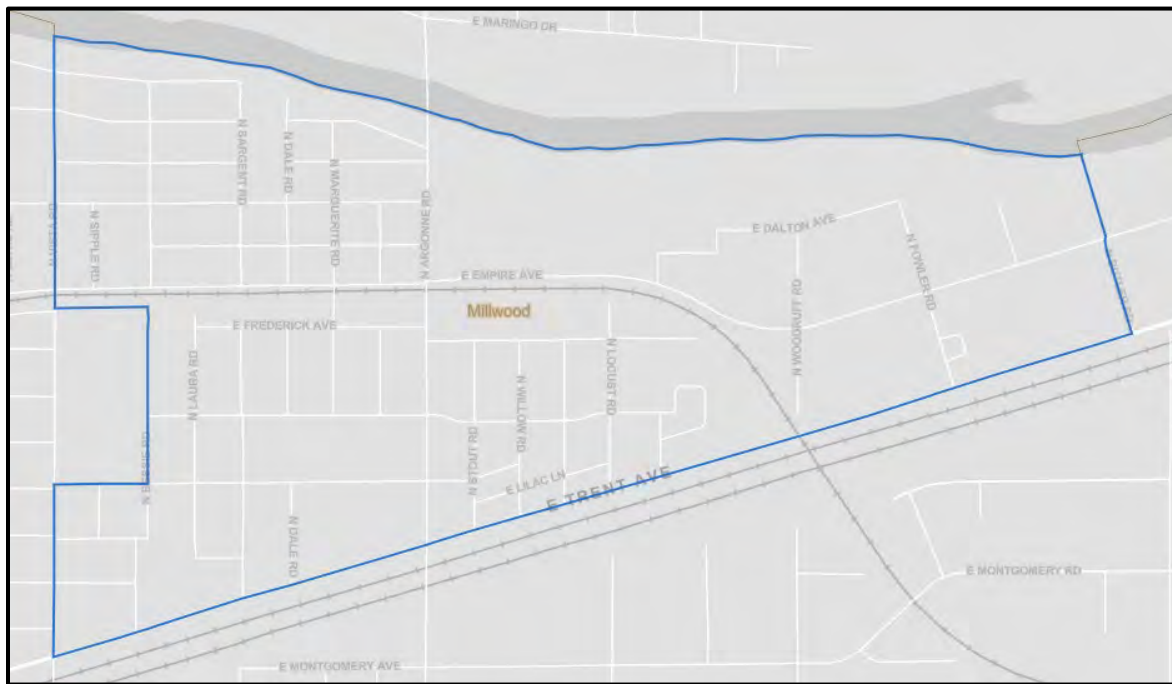 E MARINGO DR
N SARGENT RD
N DALE RD
N MARGUERITE RD
N ARGONNE RD
N SIPPLE RD
E DALTON AVE
N FOWLER RD
E EMPIRE AVE
Millwood
E FREDERICK AVE
N WOODRUFF RD
N LAURA RD
N LOCUST RD
N WILLOW RD
N STOUT RD
N BESSIE RD
E LILAC LN
E TRENT AVE
N DALE RD
E MONTGOMERY RD
E MONTGOMERY AVE